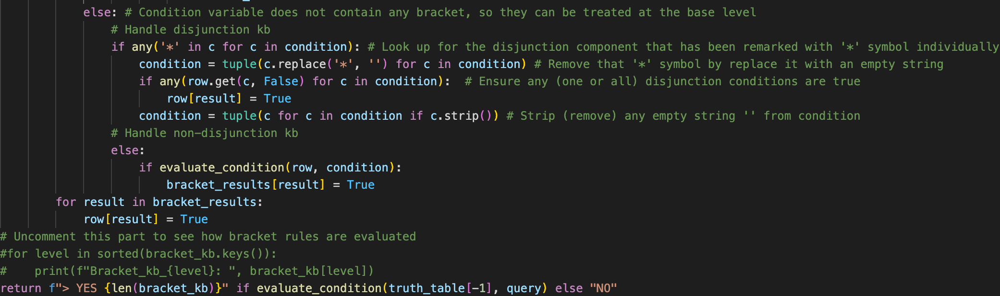 else: # Condition variable does not contain any bracket, so they can be treated at the base level
# Handle disjunction kb
if any('*' in c for c in condition): # Look up for the disjunction component that has been remarked with '*' symbol individually
condition = tuple(c.replace('*', '') for c in condition) # Remove that '*' symbol by replace it with an empty string
if any(row.get(c, False) for c in condition):  # Ensure any (one or all) disjunction conditions are true
row[result] = True
condition = tuple(c for c in condition if c.strip()) # Strip (remove) any empty string '' from condition
# Handle non-disjunction kb
else:
if evaluate_condition(row, condition):
bracket_results[result] = True
for result in bracket_results:
row[result] = True
# Uncomment this part to see how bracket rules are evaluated
#for level in sorted(bracket_kb.keys()):
#    print(f"Bracket_kb_{level}: ", bracket_kb[level])
return f"> YES {len(bracket_kb)}" if evaluate_condition(truth_table[-1], query) else "NO"